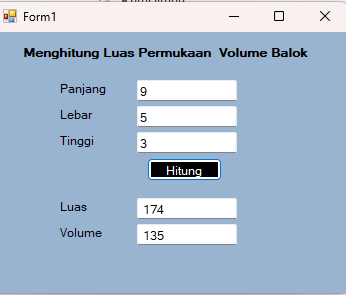 Form1
Menghitung Luas Permukaan Volume Balok
Panjang 9
Lebar 5
Tinggi 3
Hitung
Luas 174
Volume 135